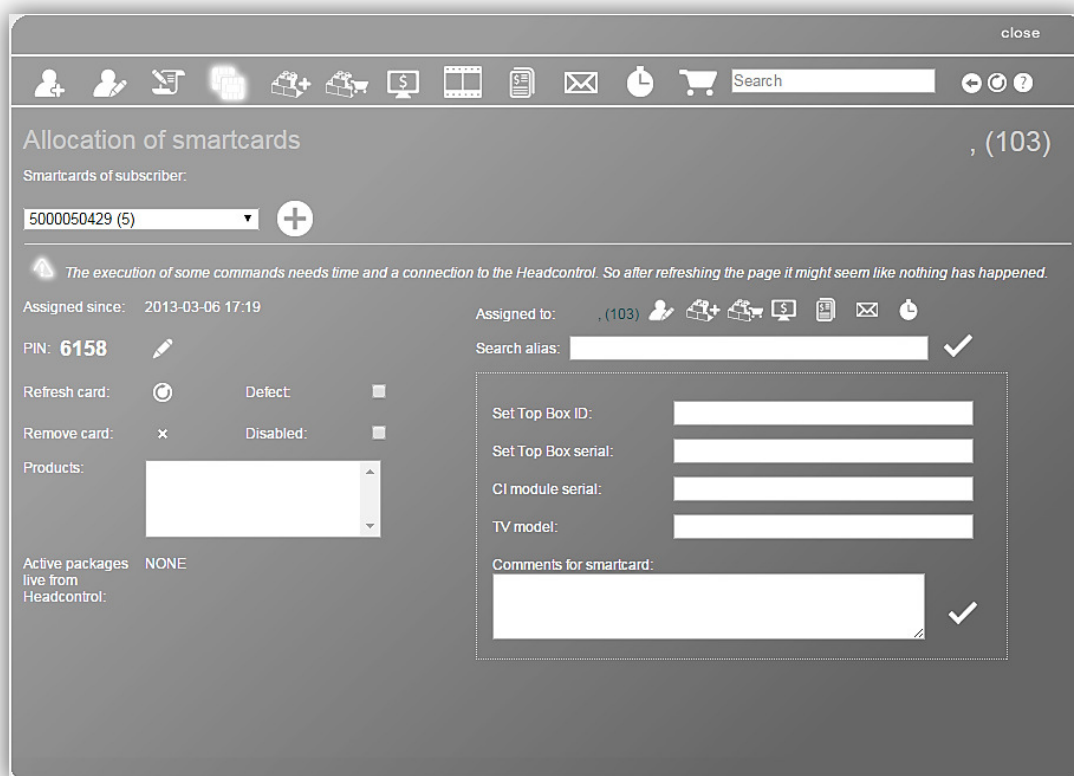 close
Search
Allocation of smartcards
, (103)
Smartcards of subscriber:
5000050429 (5)
The execution of some commands needs time and a connection to the Headcontrol. So after refreshing the page it might seem like nothing has happened.
Assigned since: 2013-03-06 17:19
Assigned to: , (103)
PIN: 6158
Search alias:
Refresh card:
Defect:
Remove card:
Disabled:
Products:
Active packages
live from
Headcontrol:
NONE
Set Top Box ID:
Set Top Box serial:
CI module serial:
TV model:
Comments for smartcard: